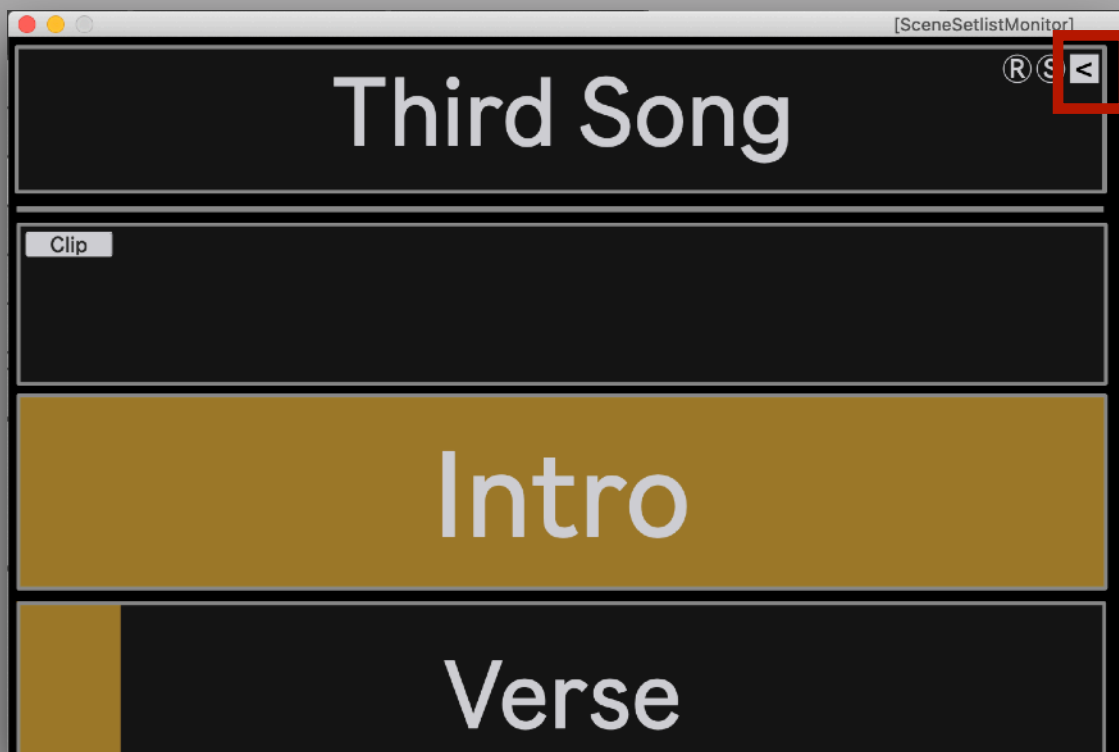 [SceneSetlistMonitor]
Ⓡ Ⓢ <
Third Song
Clip
Intro
Verse